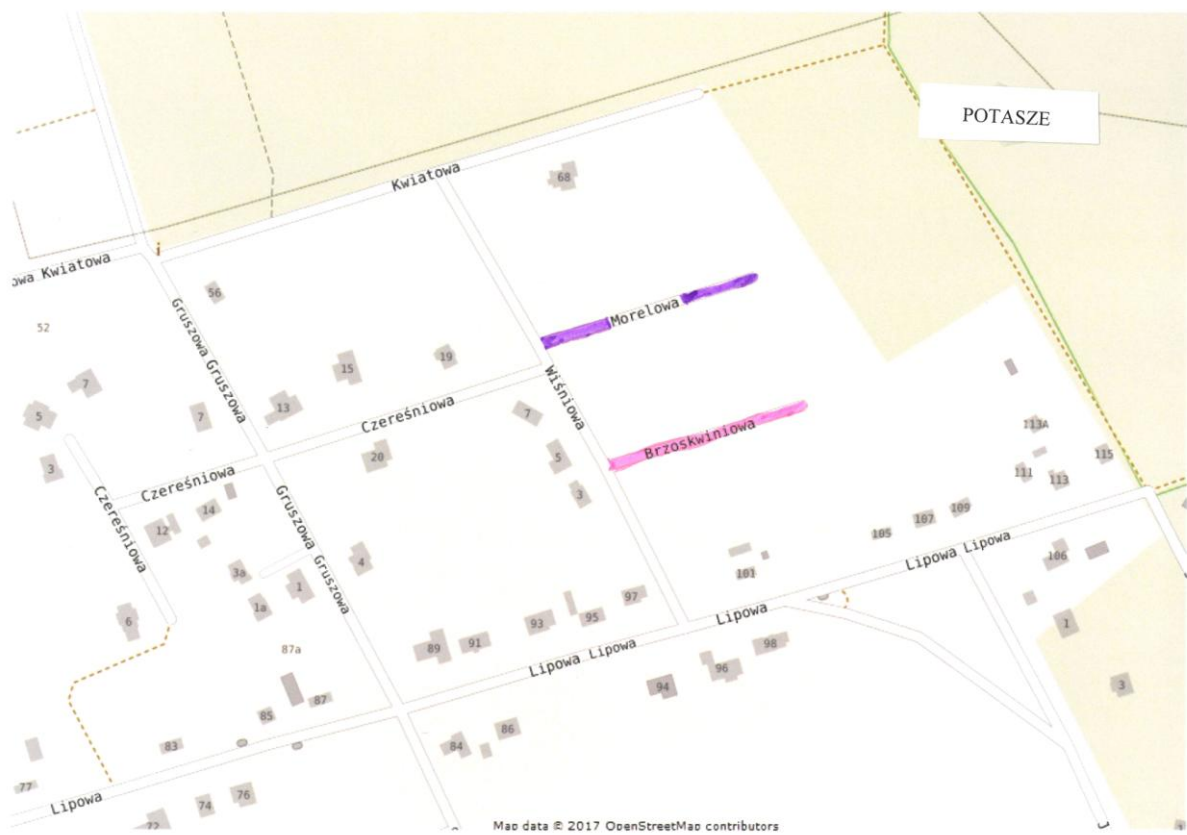 POTASZE
Kwiatowa
68
owa Kwiatowa
56
52
Gruszowa Gruszowa
Morelowa
7
5
3
7
13
15
19
Czereśniowa
Wiśniowa
7
5
3
Brzoskwiniowa
20
Czereśniowa
Czereśniowa
12
14
113A
111
113
115
105
107
109
Gruszowa Gruszowa
4
3a
1a
1
6
87a
101
Lipowa Lipowa
106
1
97
95
93
91
89
Lipowa
Lipowa Lipowa
98
96
94
3
87
85
83
84
86
77
Lipowa
74
76
72
Map data © 2017 OpenStreetMap contributors